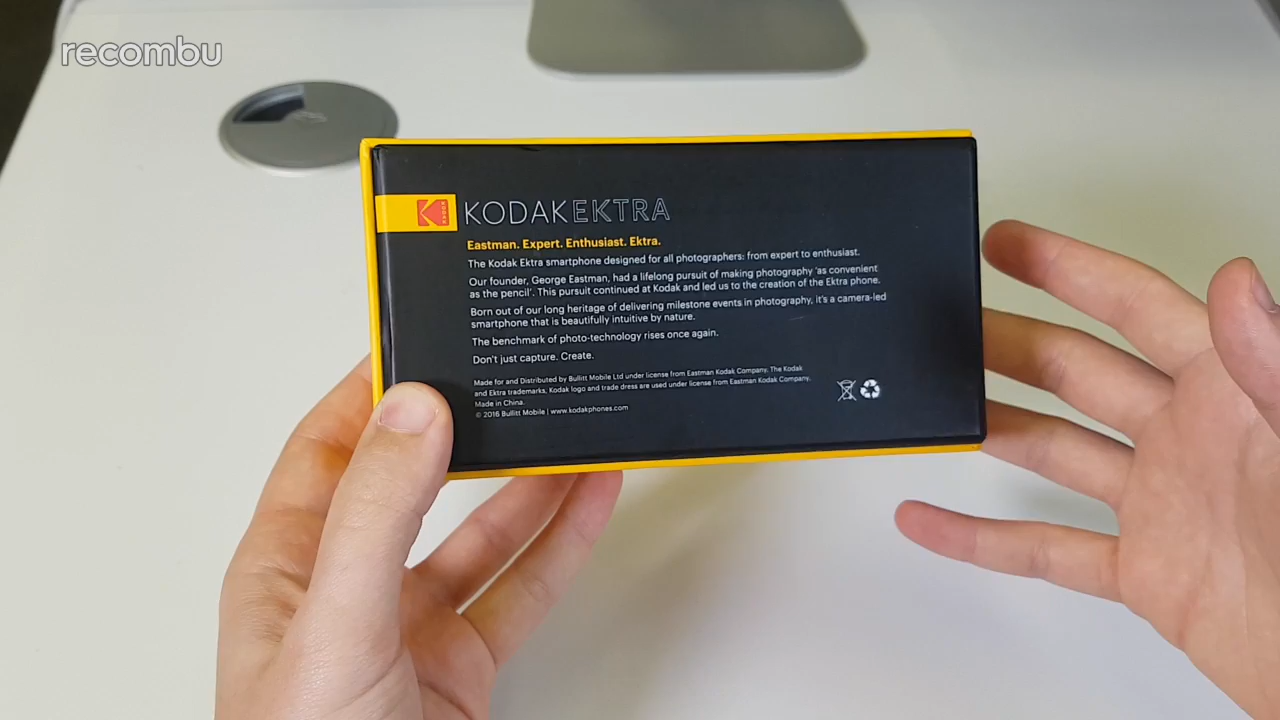 recombu
KODAK
KODAKEKTRA
Eastman. Expert. Enthusiast. Ektra.
The Kodak Ektra smartphone designed for all photographers: from expert to enthusiast.
Our founder, George Eastman, had a lifelong pursuit of making photography 'as convenient
as the pencil'. This pursuit continued at Kodak and led us to the creation of the Ektra phone.
Born out of our long heritage of delivering milestone events in photography, it's a camera-led
smartphone that is beautifully intuitive by nature.
The benchmark of photo-technology rises once again.
Don't just capture. Create.
Made for and Distributed by Bullitt Mobile Ltd under license from Eastman Kodak Company. The Kodak
and Ektra trademarks, Kodak logo and trade dress are used under license from Eastman Kodak Company.
Made in China.
© 2016 Bullitt Mobile | www.kodakphones.com